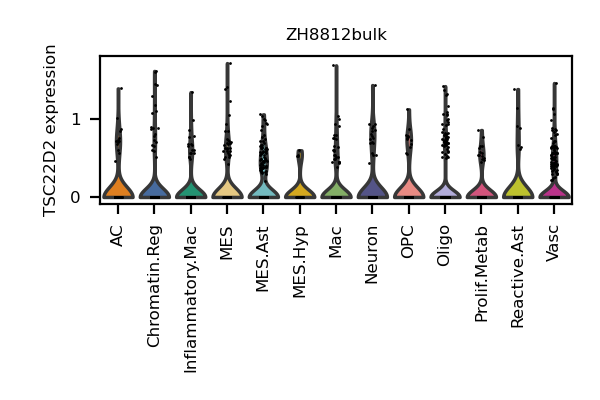 ZH8812bulk
TSC22D2 expression
1
0
AC
Chromatin.Reg
Inflammatory.Mac
MES
MES.Ast
MES.Hyp
Mac
Neuron
OPC
Oligo
Prolif.Metab
Reactive.Ast
Vasc